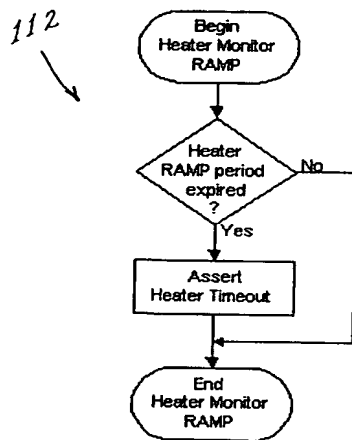 112
Begin
Heater Monitor
RAMP
Heater
RAMP period
expired
?
No
Yes
Assert
Heater Timeout
End
Heater Monitor
RAMP